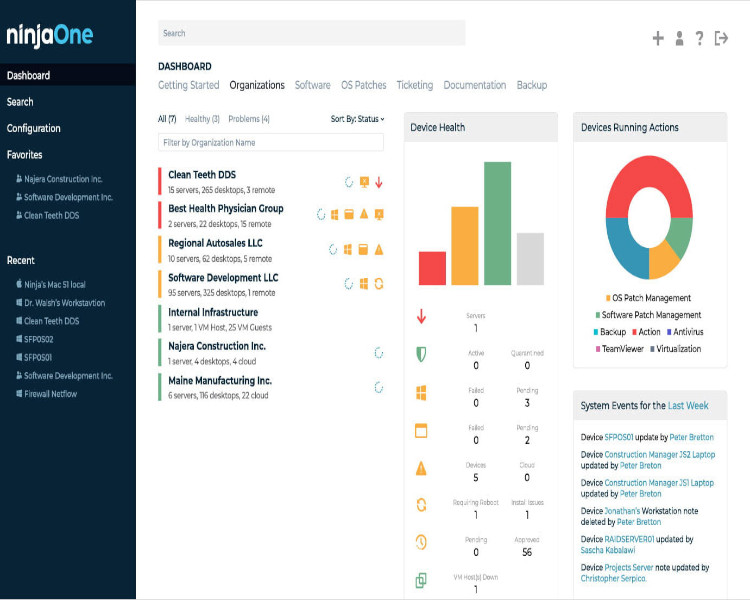 ninjaOne
Dashboard
Search
Configuration
Favorites
Najera Construction Inc.
Software Development Inc.
Clean Teeth DDS
Recent
Ninja's Mac 51 local
Dr. Walsh's Workstavtion
Clean Teeth DDS
SFPOS02
SFPOS01
Software Development Inc.
Firewall Netflow
Search
DASHBOARD
Getting Started Organizations Software OS Patches Ticketing Documentation Backup
All (7) Healthy (3) Problems (4) Sort By: Status
Filter by Organization Name
Clean Teeth DDS
15 servers, 265 desktops, 3 remote
Best Health Physician Group
2 servers, 22 desktops, 15 remote
Regional Autosales LLC
10 servers, 62 desktops, 5 remote
Software Development LLC
95 servers, 325 desktops, 1 remote
Internal Infrastructure
1 server, 1 VM Host, 25 VM Guests
Najera Construction Inc.
1 server, 4 desktops, 4 cloud
Maine Manufacturing Inc.
6 servers, 116 desktops, 22 cloud
Device Health
Servers
1
Active Quarentined
0 0
Failed Pending
0 3
Failed Pending
0 2
Devices Cloud
5 0
Requiring Reboot Install Issues
1 1
Pending Approved
0 56
VM Host(s) Down
1
Devices Running Actions
OS Patch Management
Software Patch Management
Backup Action Antivirus
TeamViewer Virtualization
System Events for the Last Week
Device SFPOS01 update by Peter Bretton
Device Construction Manager JS2 Laptop
updated by Peter Breton
Device Construction Manager JS1 Laptop
updated by Peter Bretton
Device Jonathan's Workstation note
deleted by Peter Bretton
Device RAIDSERVER01 updated by
Sascha Kabalawi
Device Projects Server note updated by
Christopher Serpico.